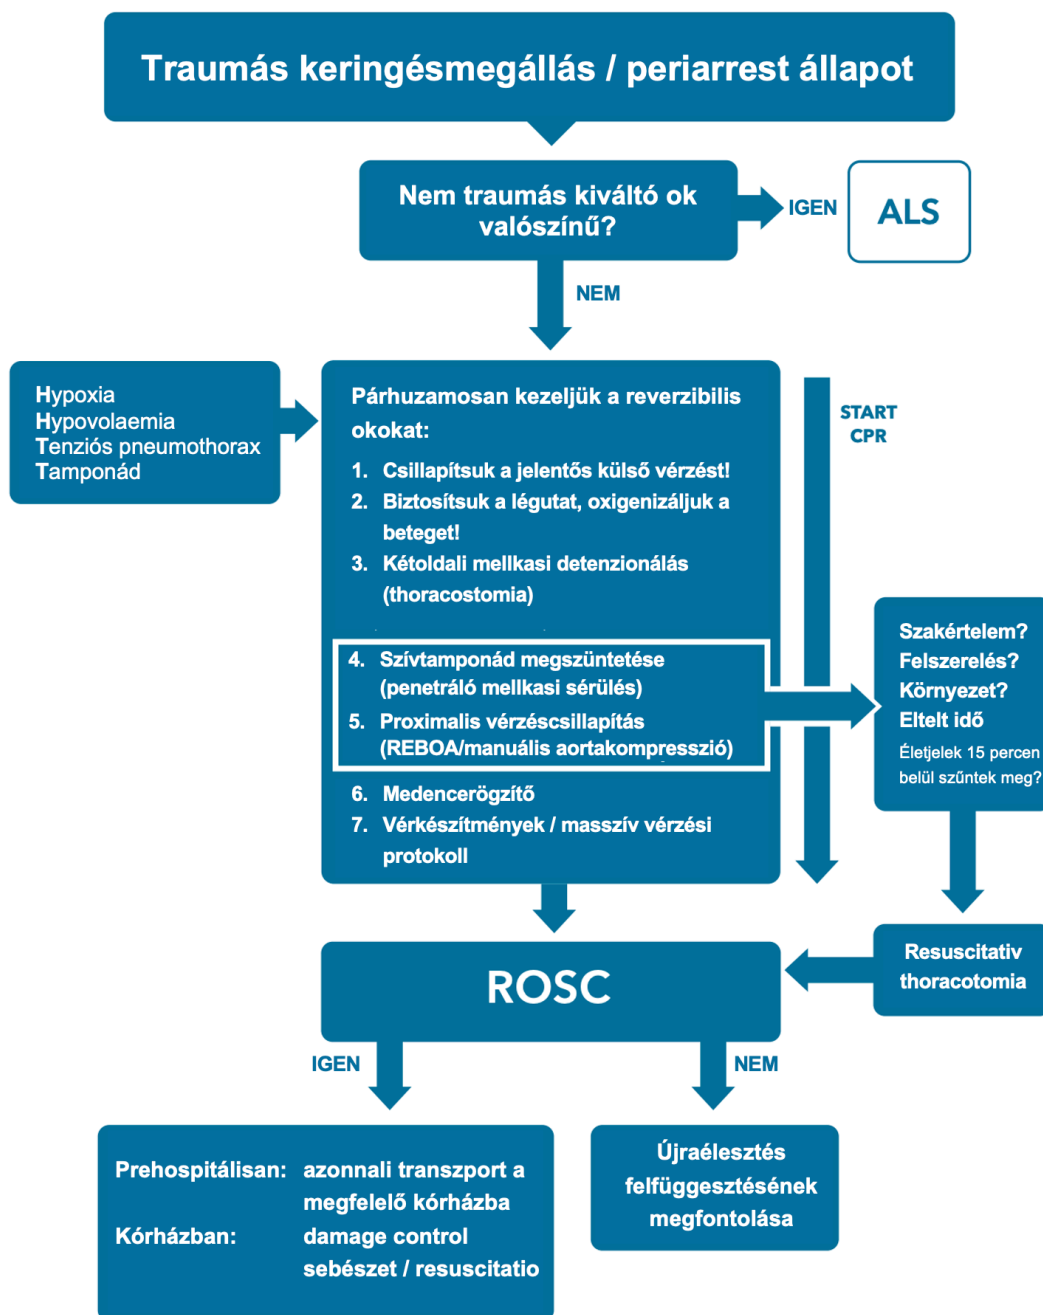 Traumás keringésmegállás / periarrest állapot
Nem traumás kiváltó ok
valószínű?
IGEN
ALS
NEM
Hypoxia
Hypovolaemia
Tenziós pneumothorax
Tamponád
Párhuzamosan kezeljük a reverzibilis
okokat:
1. Csillapítsuk a jelentős külső vérzést!
2. Biztosítsuk a légutat, oxigenizáljuk a
beteget!
3. Kétoldali mellkasi detenzionálás
(thoracostomia)
4. Szívtamponád megszüntetése
(penetráló mellkasi sérülés)
5. Proximalis vérzéscsillapítás
(REBOA/manuális aortakompresszió)
6. Medencerögzítő
7. Vérkészítmények / masszív vérzési
protokoll
START
CPR
Szakértelem?
Felszerelés?
Környezet?
Eltelt idő
Életjelek 15 percen
belül szűntek meg?
Resuscitativ
thoracotomia
ROSC
IGEN
NEM
Prehospitálisan: azonnali transzport a
megfelelő kórházba
Kórházban: damage control
sebészet / resuscitatio
Újraélesztés
felfüggesztésének
megfontolása